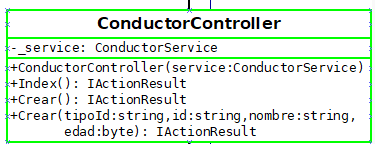 ConductorController
-_service: ConductorService
+ConductorController(service:ConductorService)
+Index(): IActionResult
+Crear(): IActionResult
+Crear(tipoId:string,id:string,nombre:string,
edad:byte): IActionResult